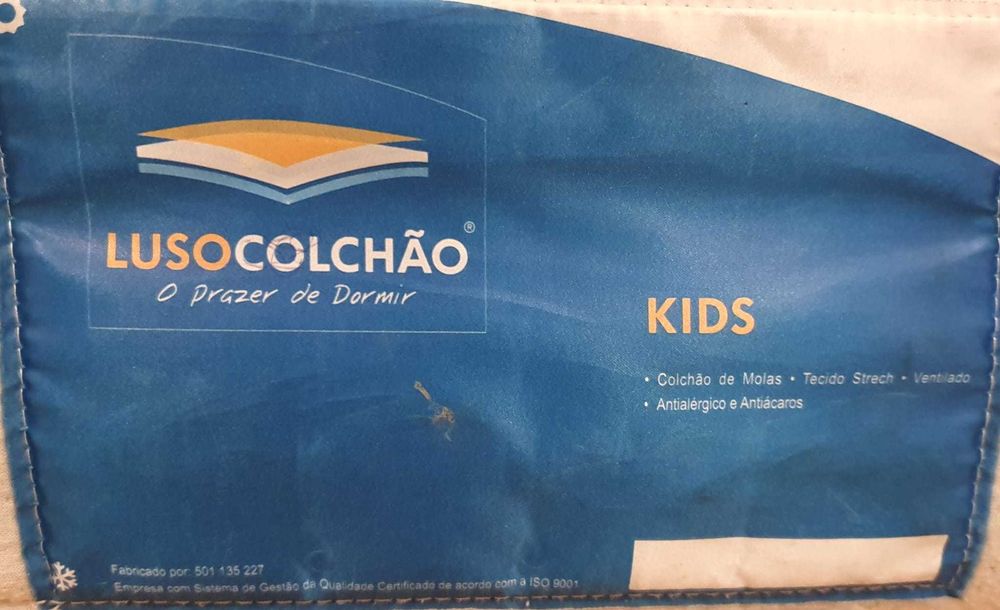 LUSOCOLCHÃO®
O Prazer de Dormir
KIDS
• Colchão de Molas • Tecido Strech • Ventilado
• Antialérgico e Antiácaros
Fabricado por: 501 135 227
Empresa com Sistema de Gestão da Qualidade Certificado de acordo com a ISO 9001